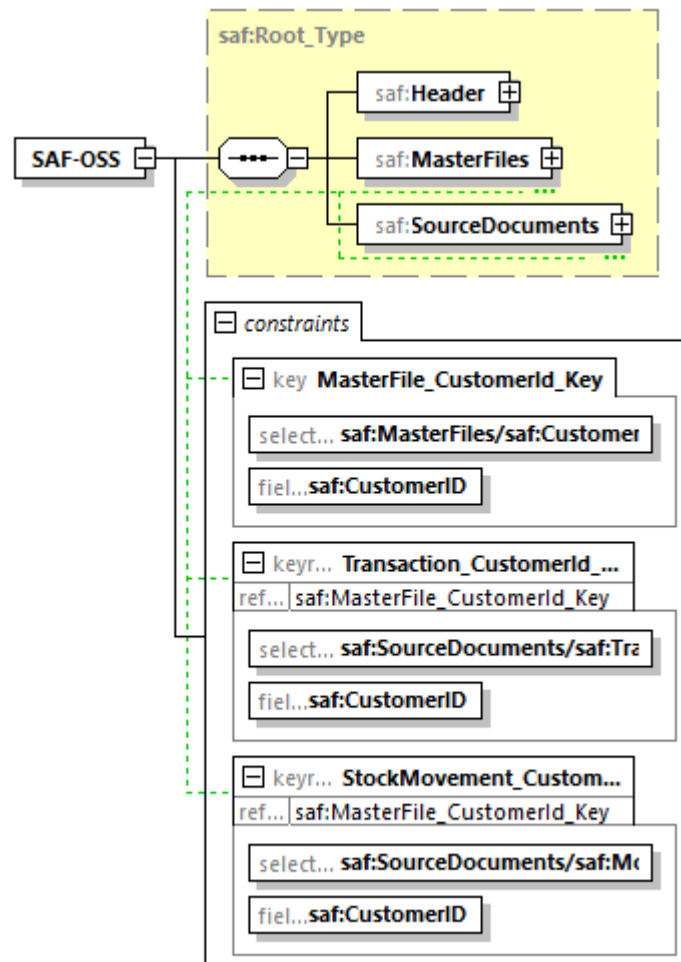 saf:Root_Type
saf:Header
SAF-OSS
saf:MasterFiles
saf:SourceDocuments
constraints
key MasterFile_CustomerId_Key
select... saf:MasterFiles/saf:Customer
fiel...saf:CustomerID
keyr... Transaction_CustomerId_...
ref... saf:MasterFile_CustomerId_Key
select... saf:SourceDocuments/saf:Tra
fiel...saf:CustomerID
keyr... StockMovement_Custom...
ref... saf:MasterFile_CustomerId_Key
select... saf:SourceDocuments/saf:Mo
fiel...saf:CustomerID